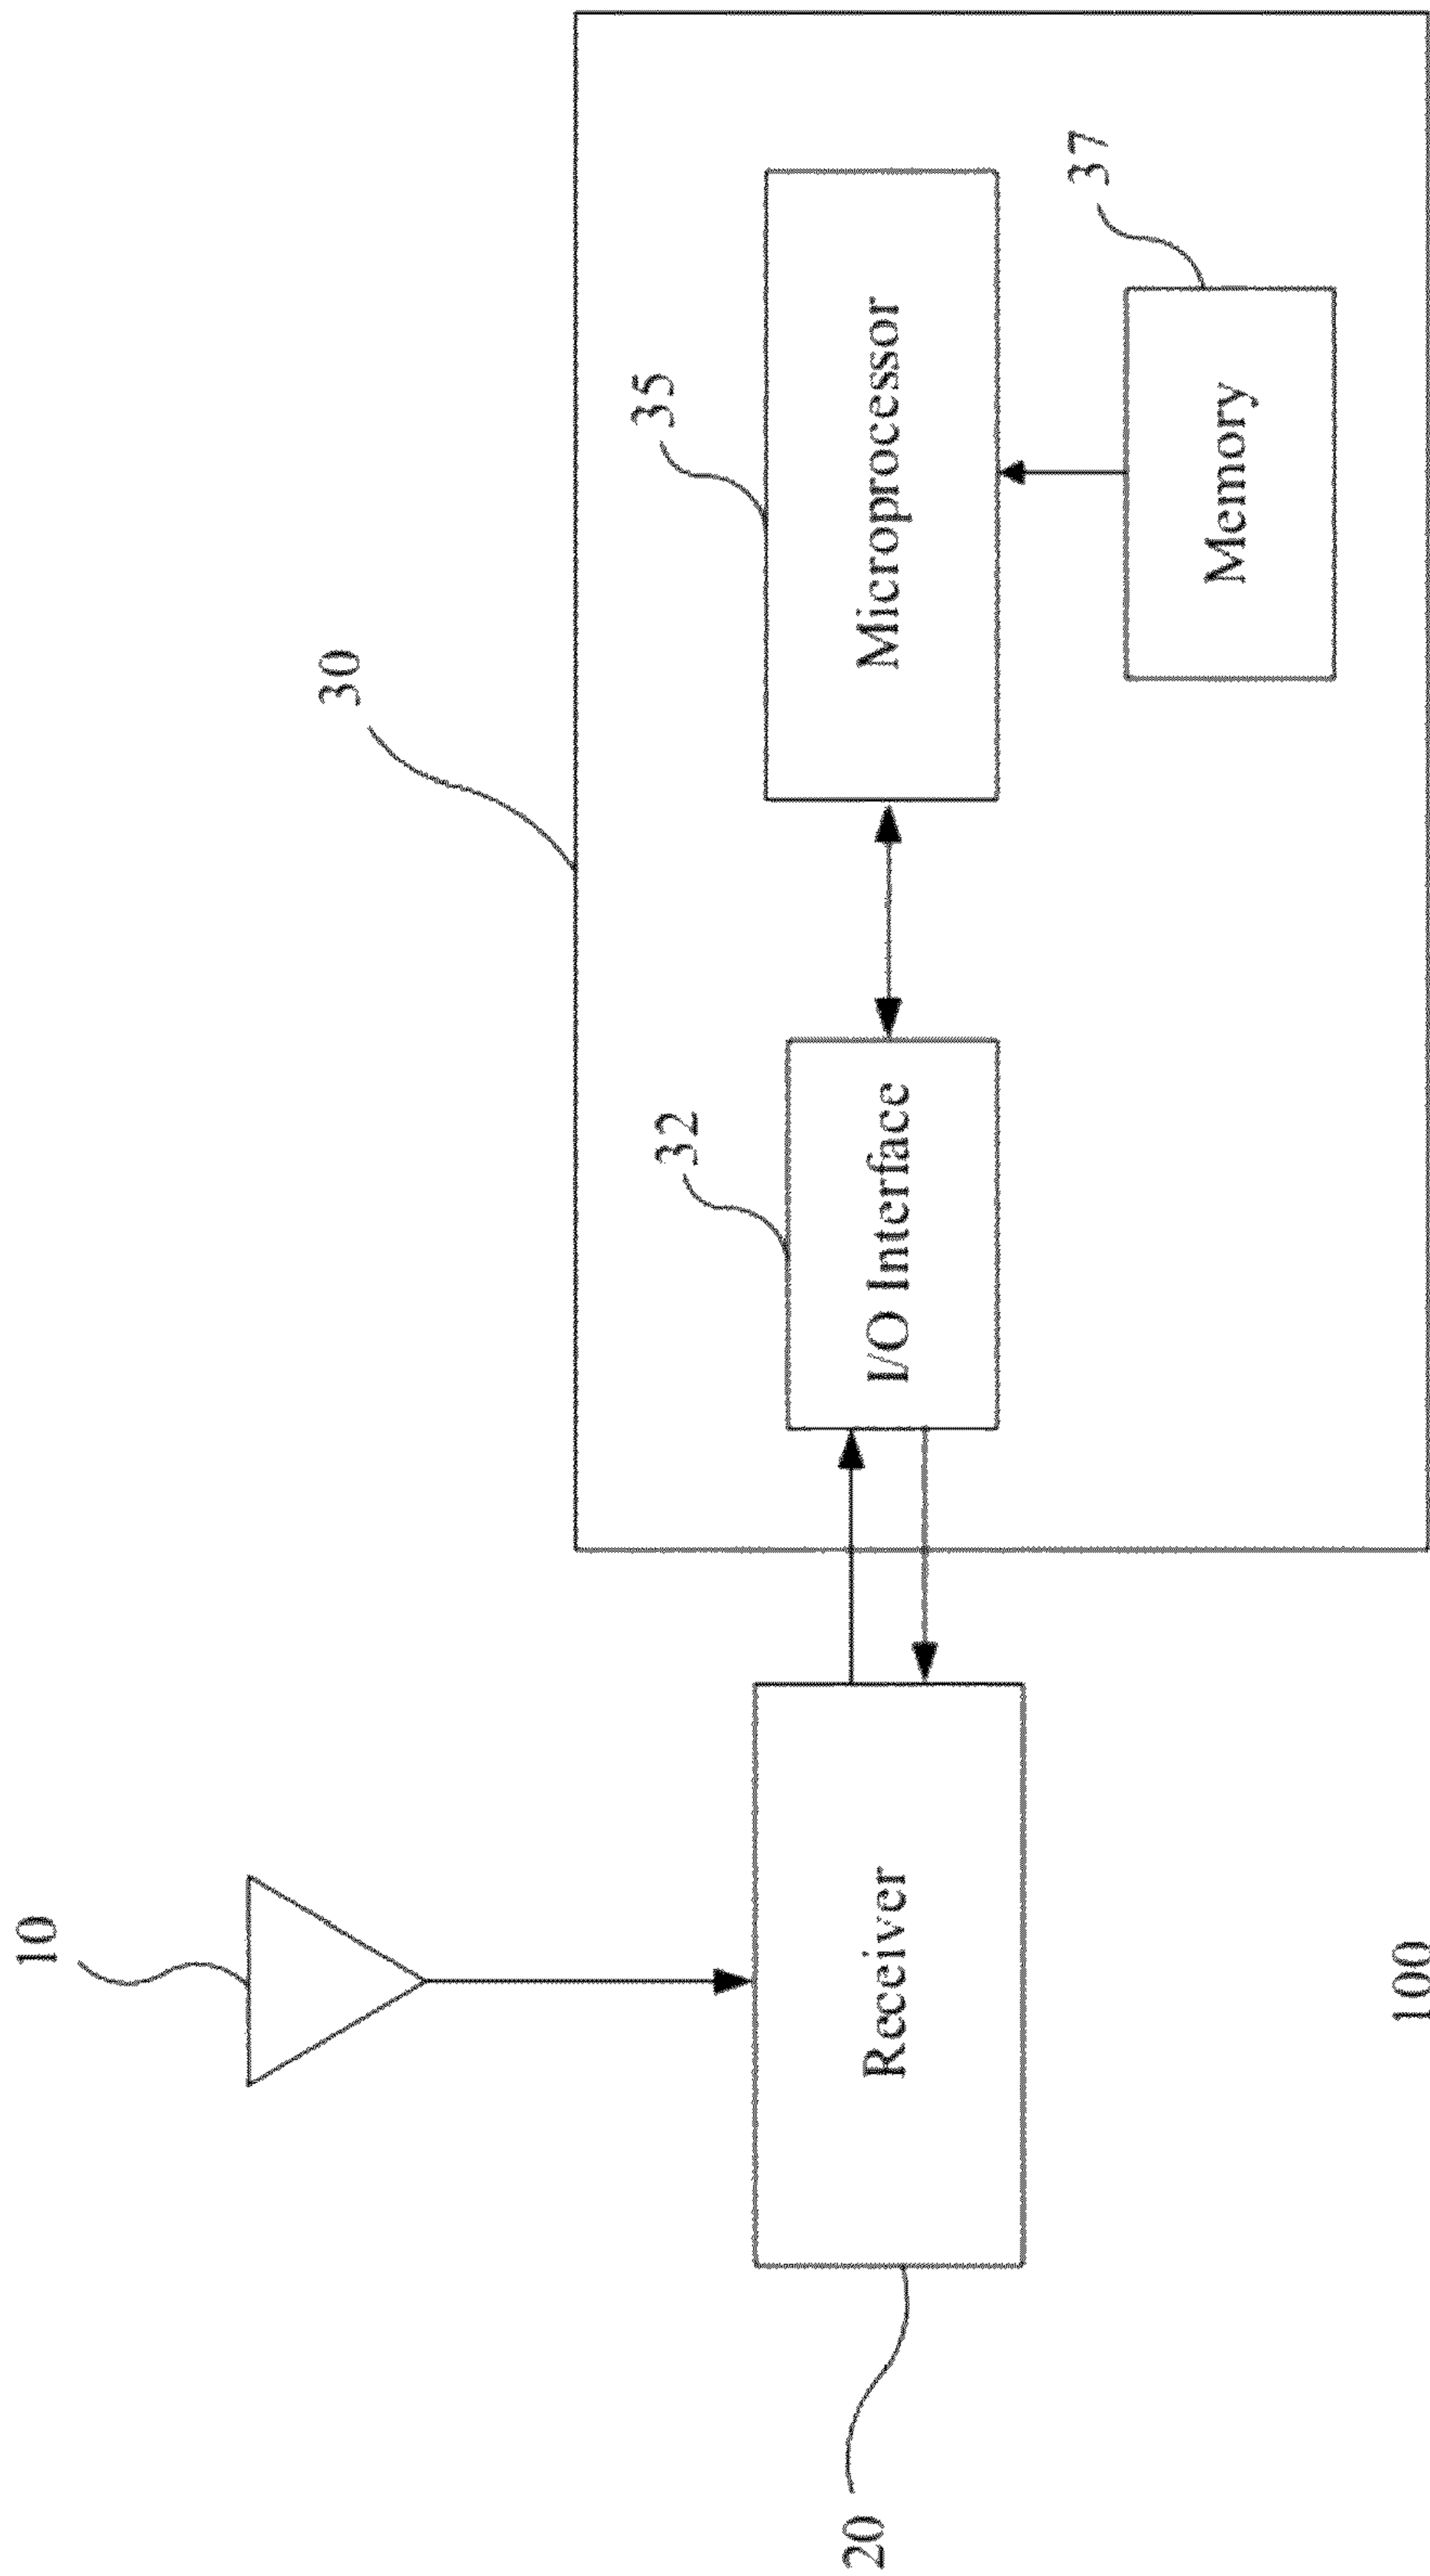 10
30
35
32
37
Microprocessor
I/O Interface
Memory
Receiver
20
100